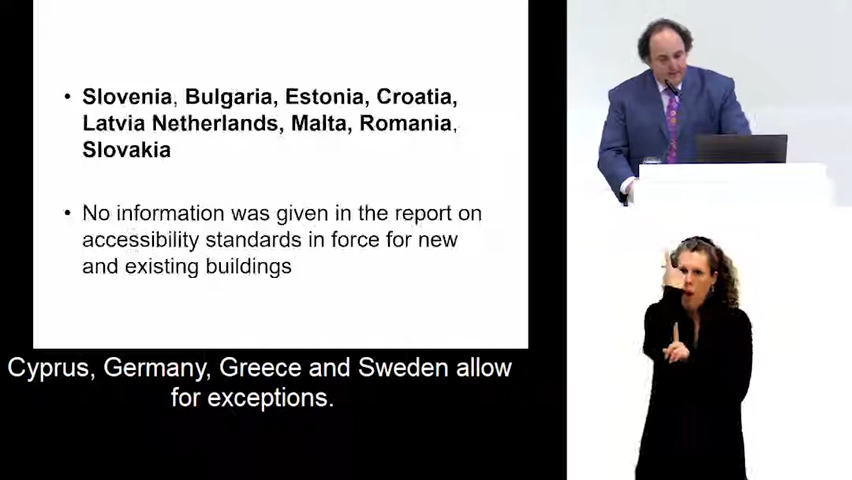 • Slovenia, Bulgaria, Estonia, Croatia,
Latvia Netherlands, Malta, Romania,
Slovakia
• No information was given in the report on
accessibility standards in force for new
and existing buildings
Cyprus, Germany, Greece and Sweden allow
for exceptions.